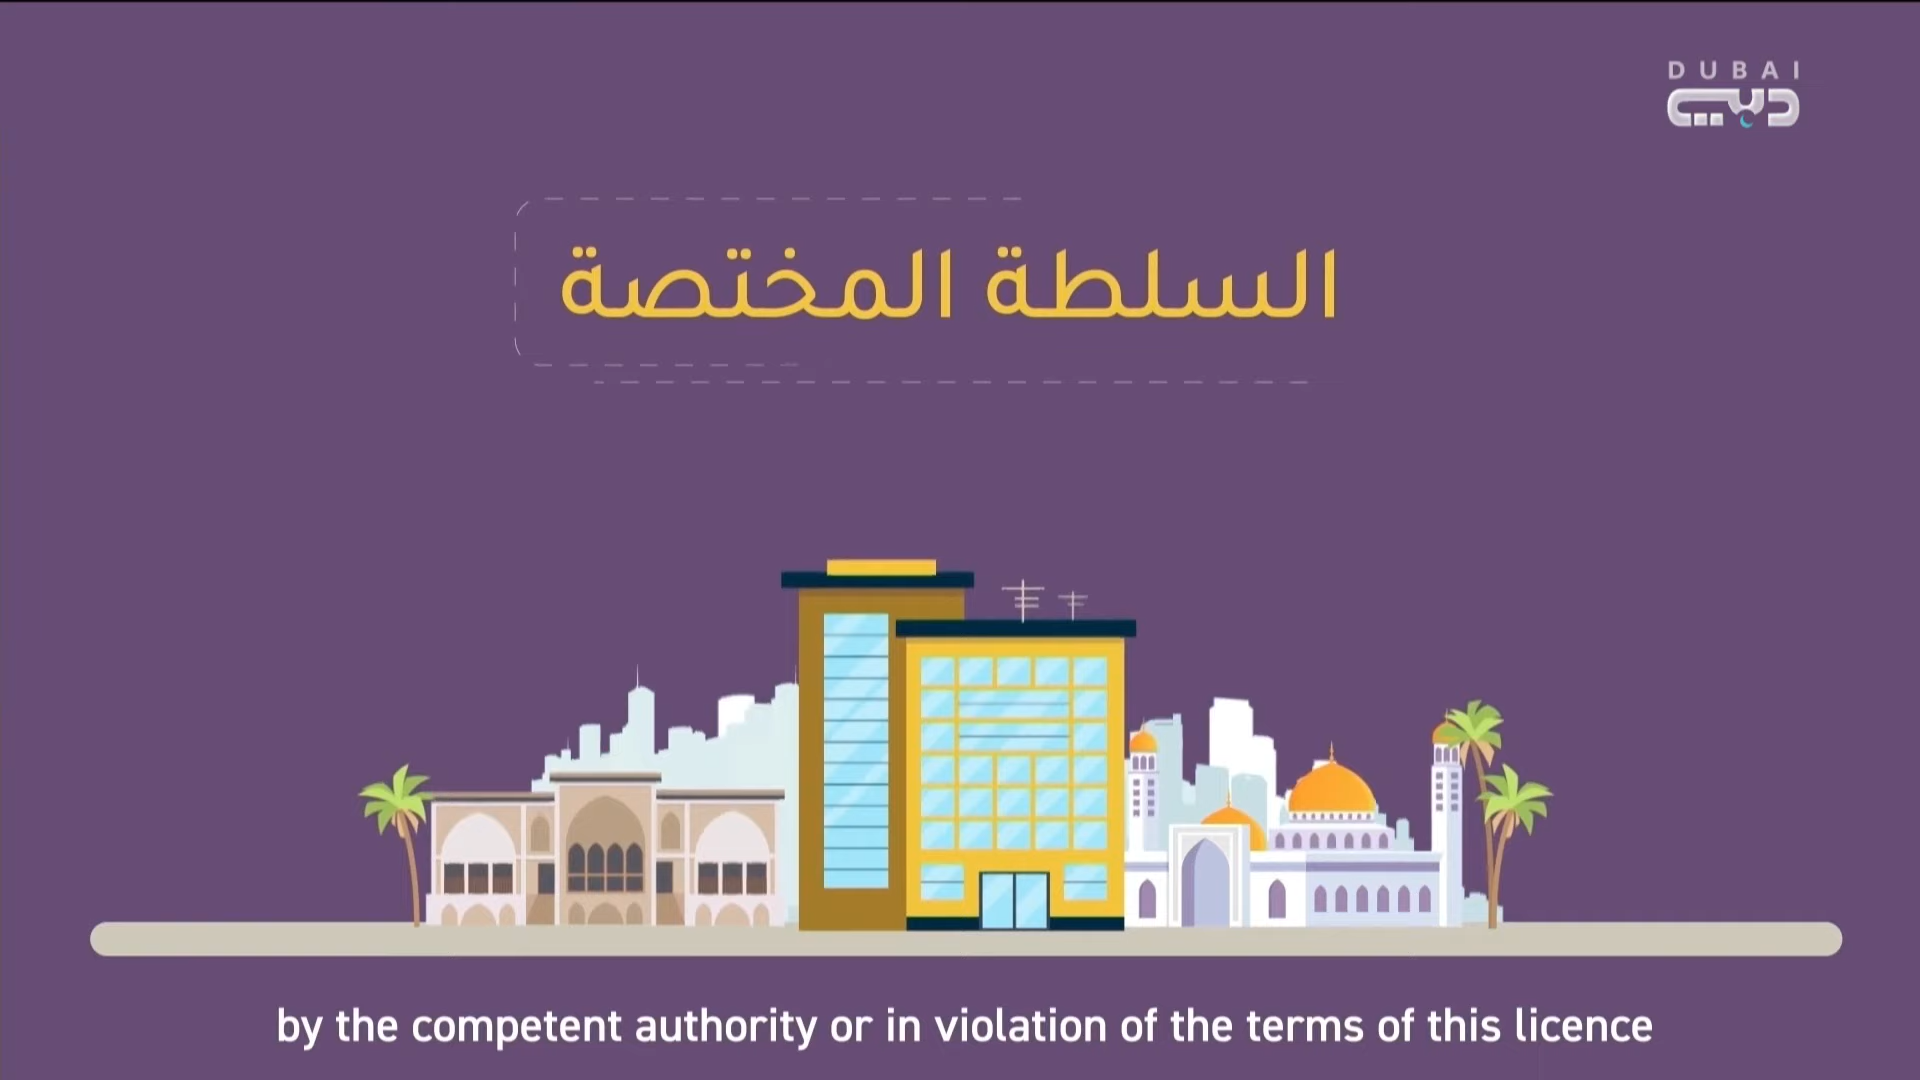 DUBAI
دبي
السلطة المختصة
by the competent authority or in violation of the terms of this licence